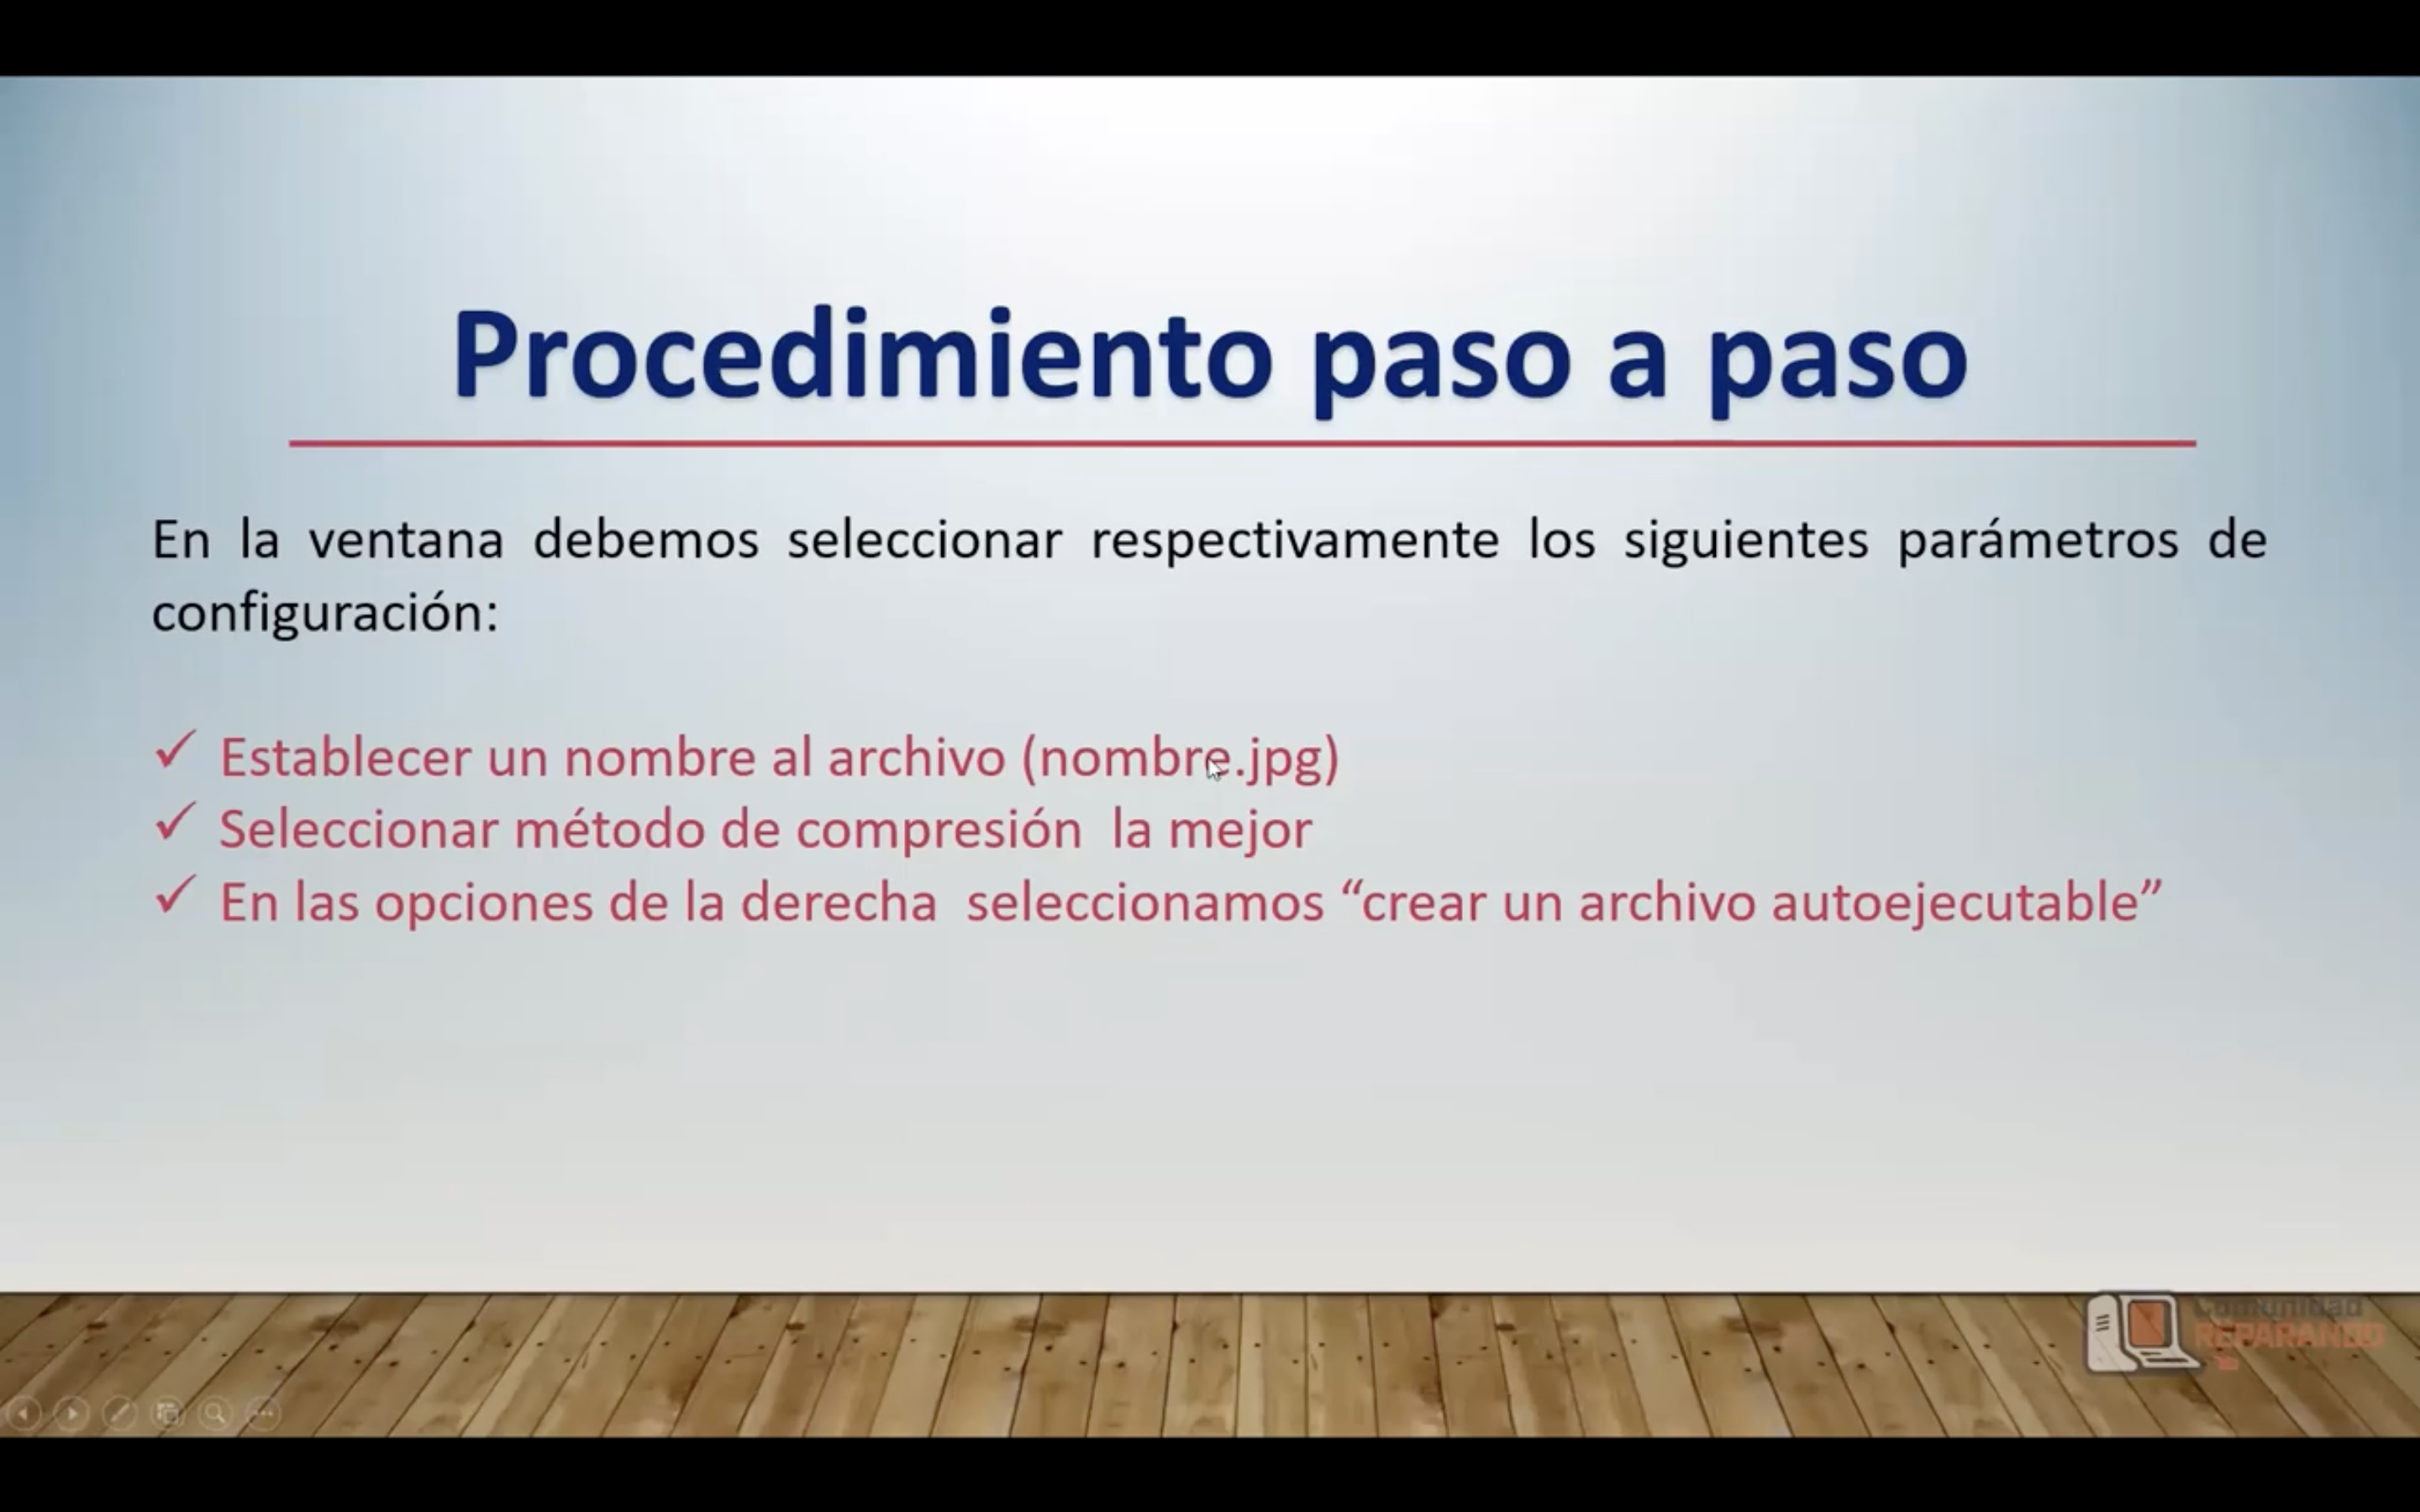 Procedimiento paso a paso
En la ventana debemos seleccionar respectivamente los siguientes parámetros de
configuración:
✓ Establecer un nombre al archivo (nombre.jpg)
✓ Seleccionar método de compresión la mejor
✓ En las opciones de la derecha seleccionamos “crear un archivo autoejecutable”
Comunidad
REPARANDO